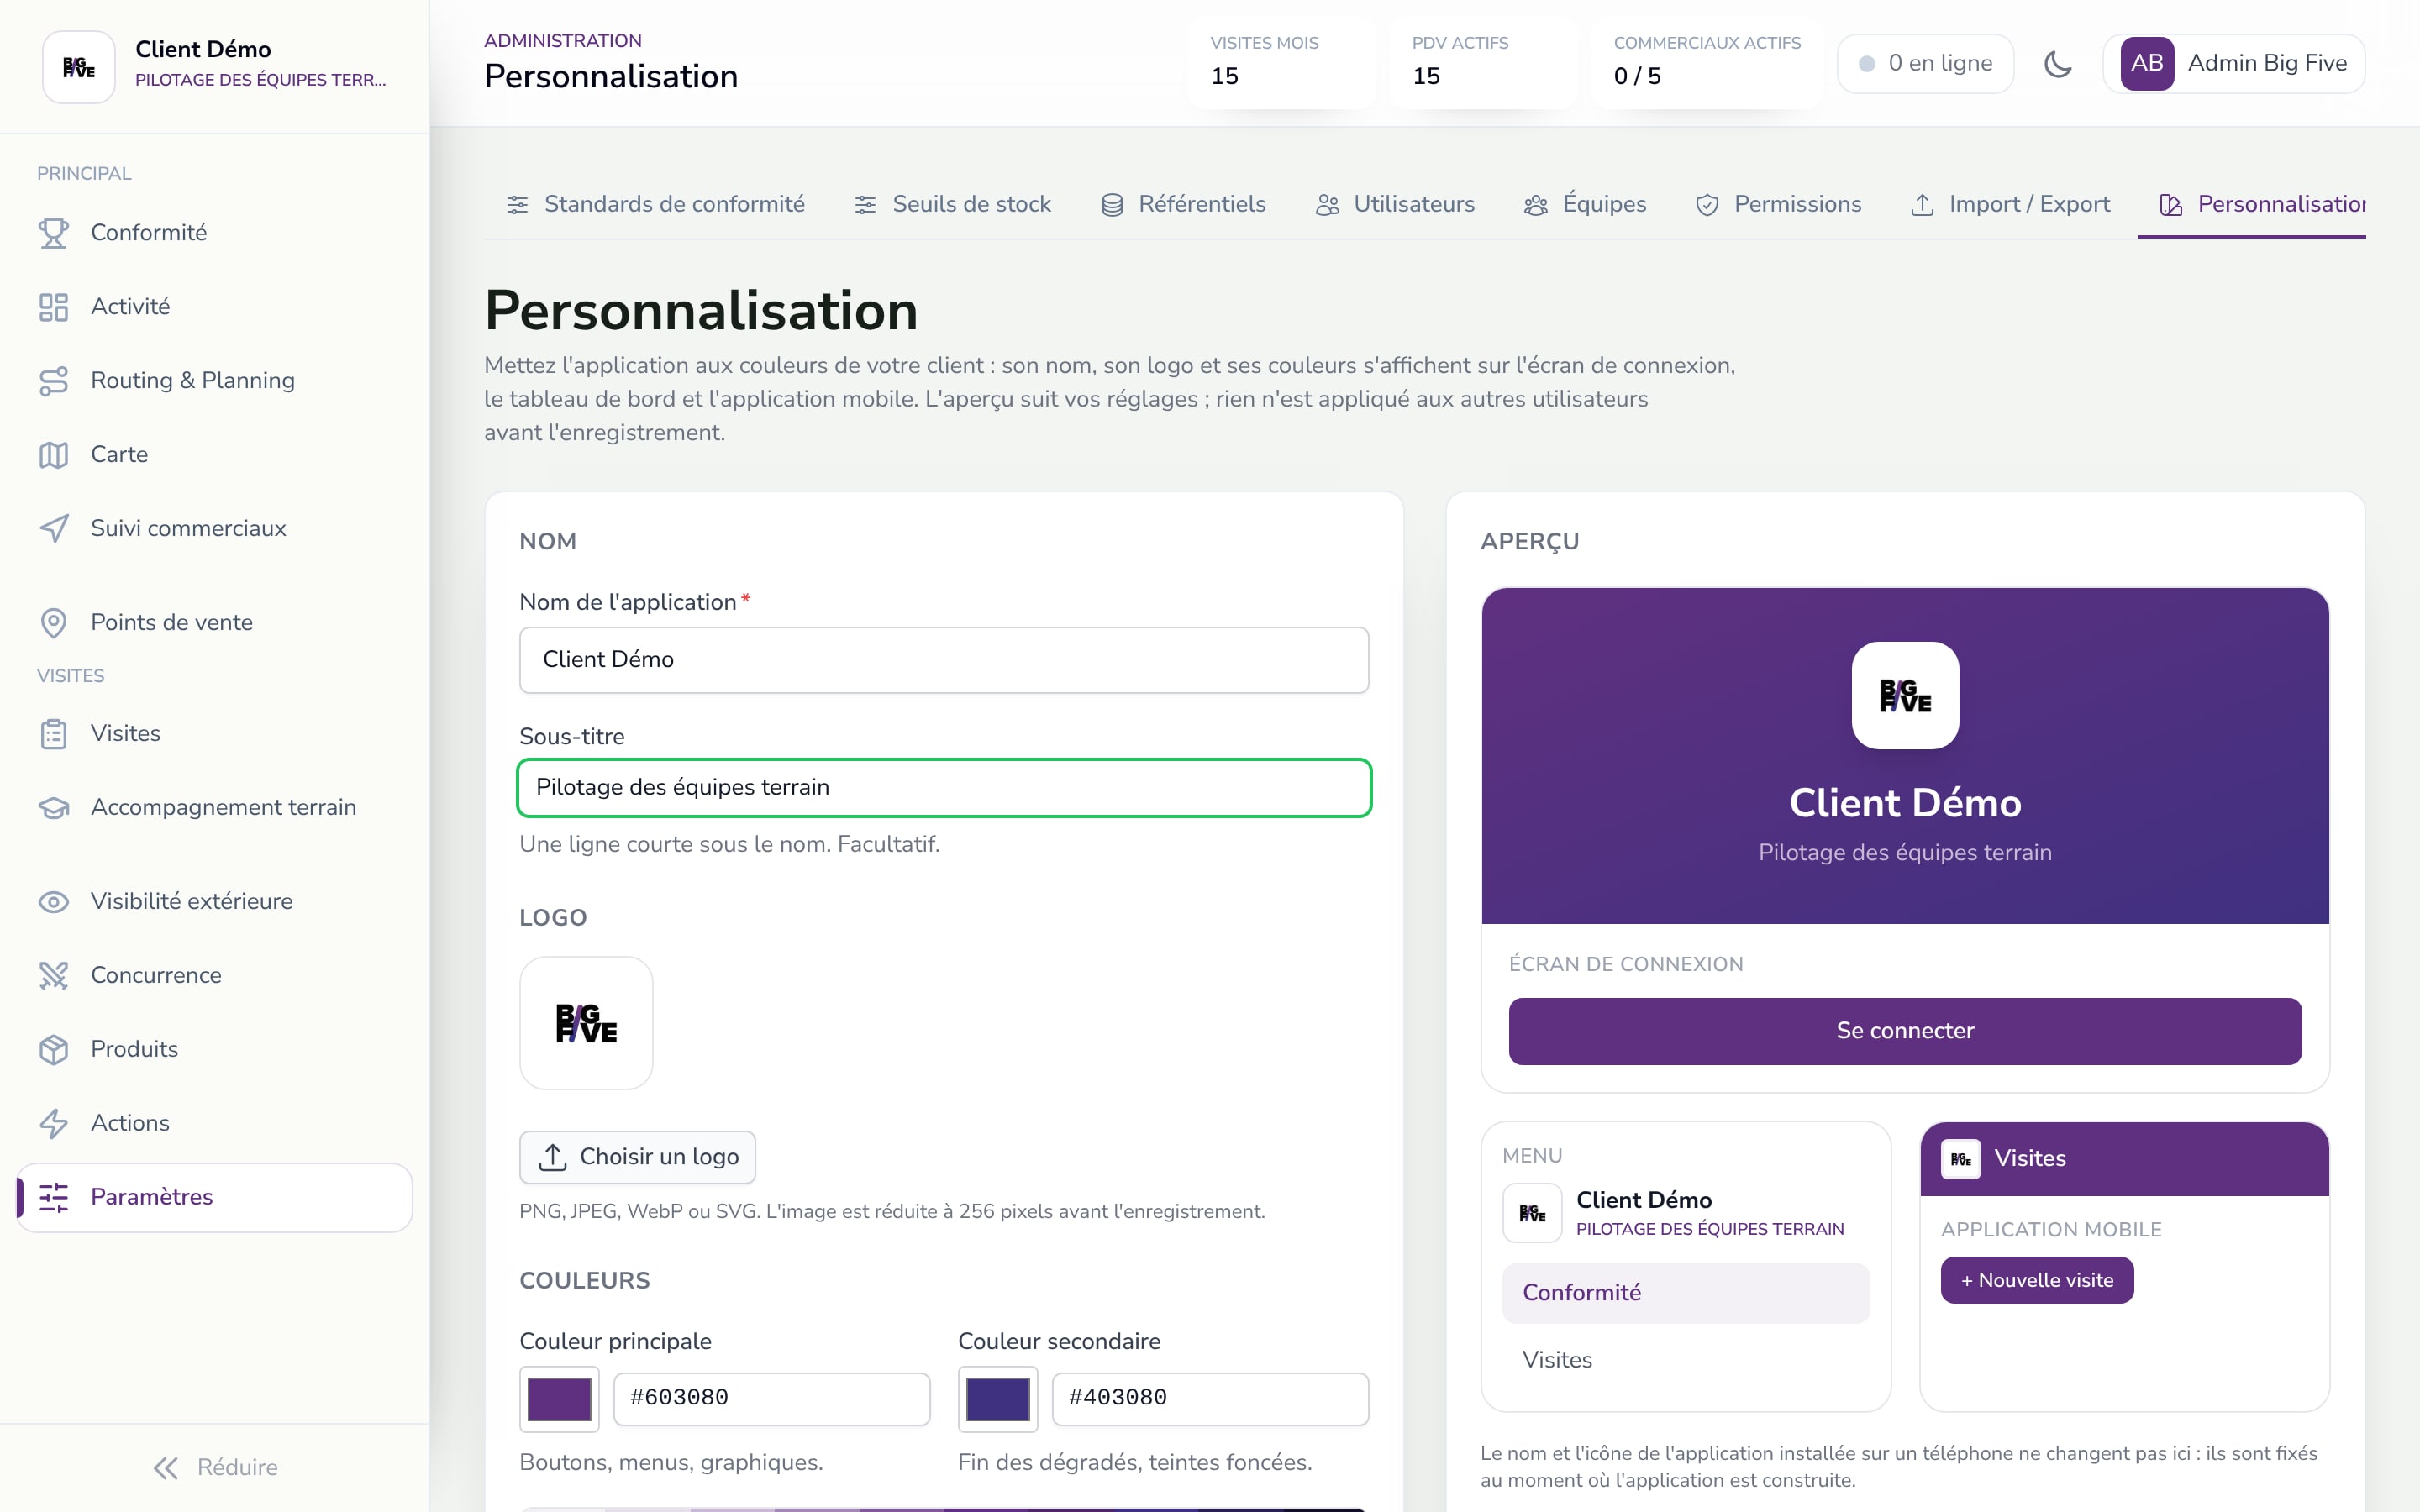 BIG
FIVE
Client Démo
PILOTAGE DES ÉQUIPES TERR...
PRINCIPAL
Conformité
Activité
Routing & Planning
Carte
Suivi commerciaux
Points de vente
VISITES
Visites
Accompagnement terrain
Visibilité extérieure
Concurrence
Produits
Actions
Paramètres
Réduire
ADMINISTRATION
Personnalisation
VISITES MOIS
15
PDV ACTIFS
15
COMMERCIAUX ACTIFS
0 / 5
0 en ligne
AB
Admin Big Five
Standards de conformité
Seuils de stock
Référentiels
Utilisateurs
Équipes
Permissions
Import / Export
Personnalisation
Personnalisation
Mettez l'application aux couleurs de votre client : son nom, son logo et ses couleurs s'affichent sur l'écran de connexion,
le tableau de bord et l'application mobile. L'aperçu suit vos réglages ; rien n'est appliqué aux autres utilisateurs
avant l'enregistrement.
NOM
Nom de l'application *
Client Démo
Sous-titre
Pilotage des équipes terrain
Une ligne courte sous le nom. Facultatif.
LOGO
BIG
FIVE
Choisir un logo
PNG, JPEG, WebP ou SVG. L'image est réduite à 256 pixels avant l'enregistrement.
COULEURS
Couleur principale
#603080
Boutons, menus, graphiques.
Couleur secondaire
#403080
Fin des dégradés, teintes foncées.
APERÇU
BIG
FIVE
Client Démo
Pilotage des équipes terrain
ÉCRAN DE CONNEXION
Se connecter
MENU
BIG
FIVE
Client Démo
PILOTAGE DES ÉQUIPES TERRAIN
Conformité
Visites
BIG
FIVE
Visites
APPLICATION MOBILE
+ Nouvelle visite
Le nom et l'icône de l'application installée sur un téléphone ne changent pas ici : ils sont fixés
au moment où l'application est construite.